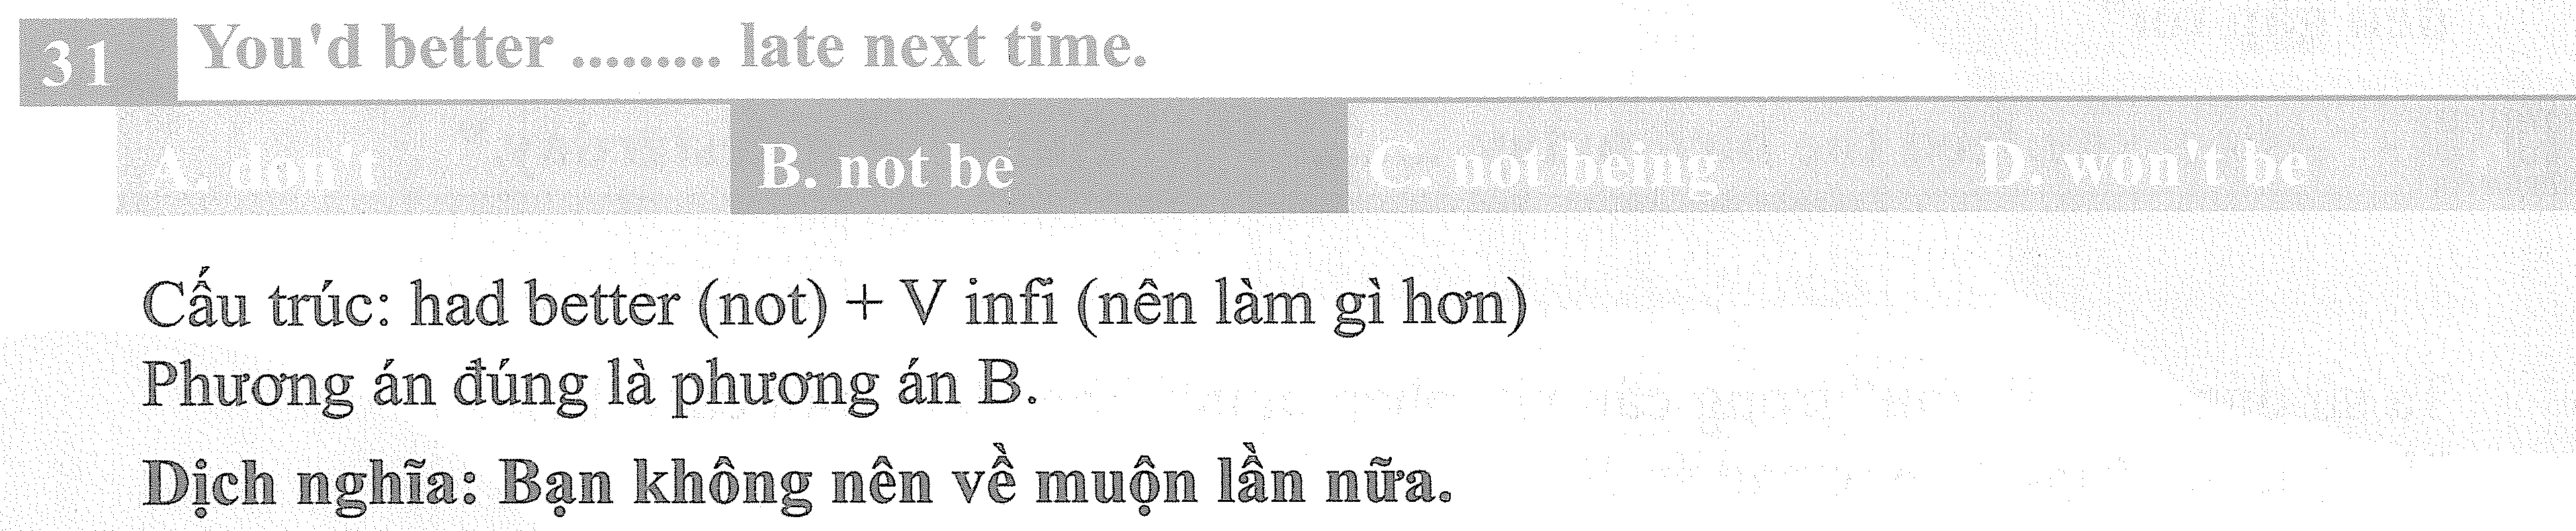 31 You'd better ......... late next time.
A. don't B. not be C. not being D. won't be
Cấu trúc: had better (not) + V infi (nên làm gì hơn)
Phương án đúng là phương án B.
Dịch nghĩa: Bạn không nên về muộn lần nữa.